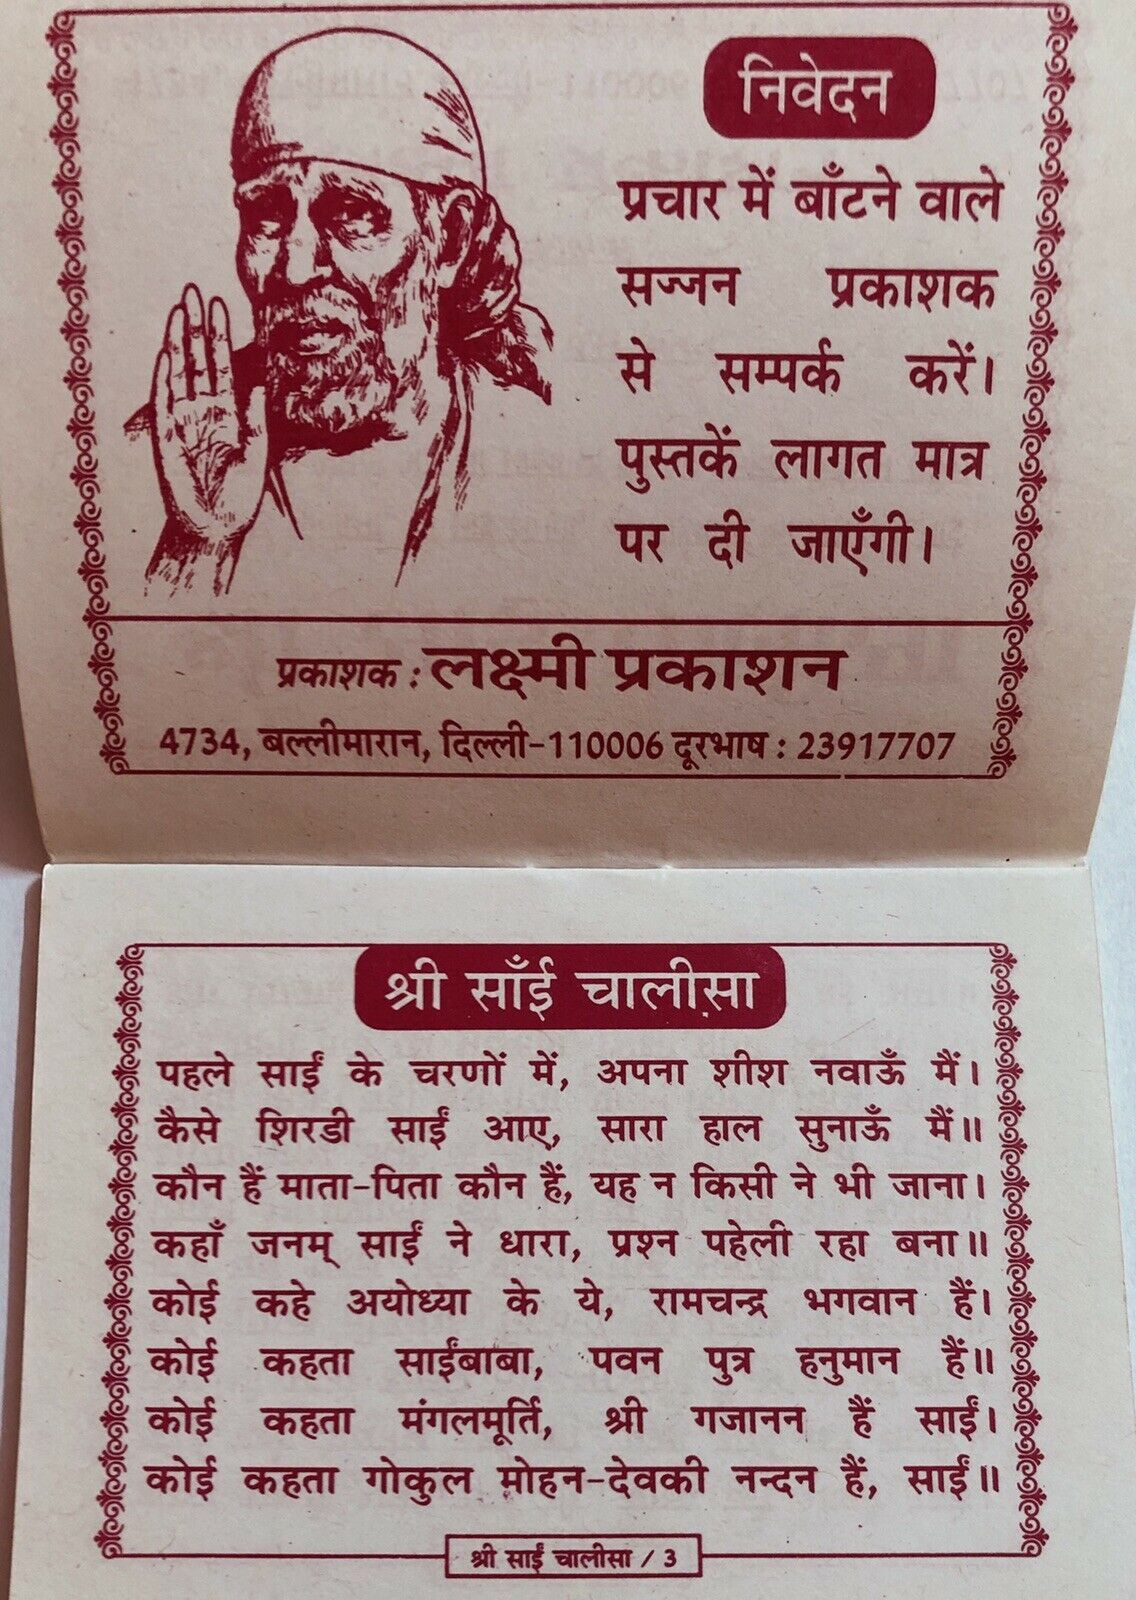 निवेदन
प्रचार में बाँटने वाले
सज्जन प्रकाशक
से सम्पर्क करें।
पुस्तकें लागत मात्र
पर दी जाएँगी।
प्रकाशक : लक्ष्मी प्रकाशन
4734, बल्लीमारान, दिल्ली-110006 दूरभाष : 23917707
श्री साँई चालीसा
पहले साईं के चरणों में, अपना शीश नवाऊँ मैं।
कैसे शिरडी साईं आए, सारा हाल सुनाऊँ मैं॥
कौन हैं माता-पिता कौन हैं, यह न किसी ने भी जाना।
कहाँ जनम् साईं ने धारा, प्रश्न पहेली रहा बना॥
कोई कहे अयोध्या के ये, रामचन्द्र भगवान हैं।
कोई कहता साईंबाबा, पवन पुत्र हनुमान हैं॥
कोई कहता मंगलमूर्ति, श्री गजानन हैं साईं।
कोई कहता गोकुल मोहन-देवकी नन्दन हैं, साईं॥
श्री साईं चालीसा / 3